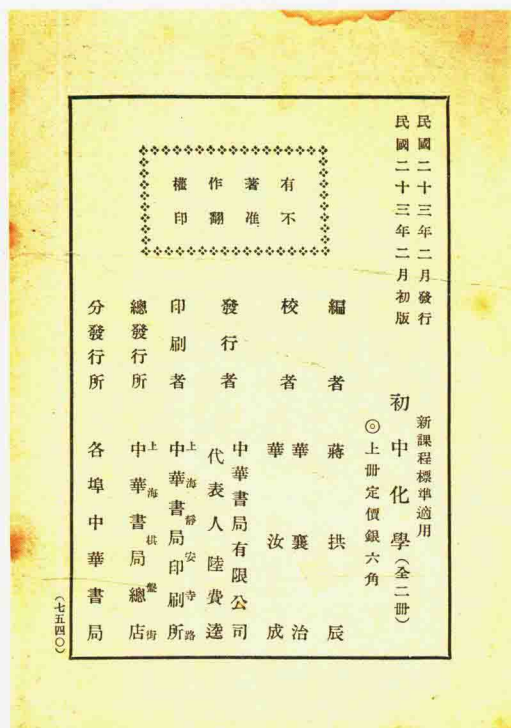 民國二十三年二月發行
民國二十三年二月初版
新課程標準適用
初中化學(全二冊)
◎上冊定價銀六角
有不
著准
作翻
權印
編者 蔣拱辰
校者 華襄治
華汝成
發行者 中華書局有限公司
代表人陸費逵
印刷者 上海靜安寺路
中華書局印刷所
總發行所 上海棋盤街
中華書局總店
分發行所 各埠中華書局
(七五四〇)